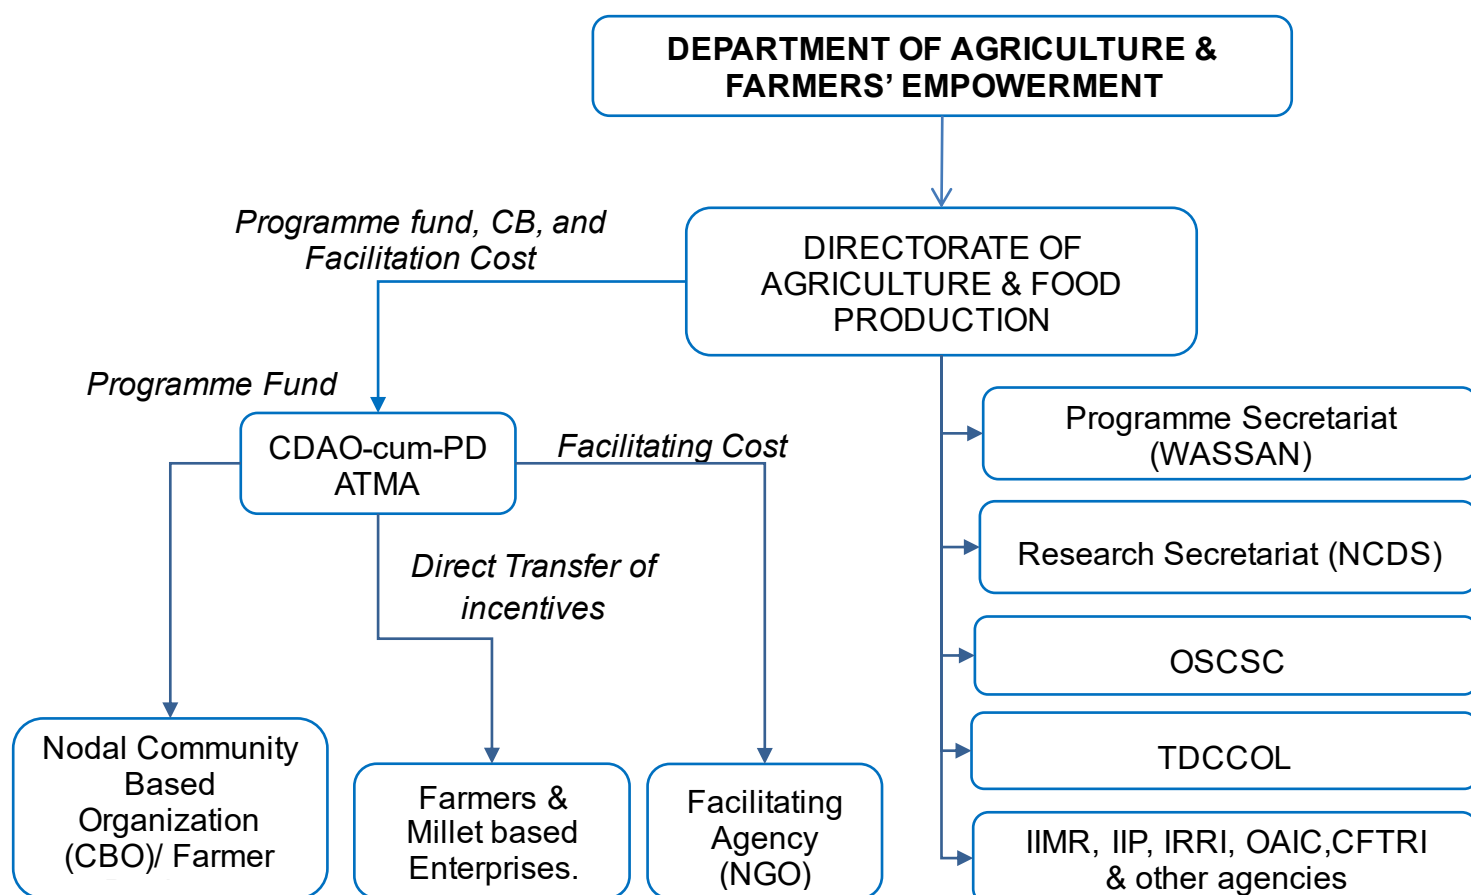 DEPARTMENT OF AGRICULTURE &
FARMERS’ EMPOWERMENT
Programme fund, CB, and
Facilitation Cost
DIRECTORATE OF
AGRICULTURE & FOOD
PRODUCTION
Programme Fund
CDAO-cum-PD
ATMA
Facilitating Cost
Direct Transfer of
incentives
Programme Secretariat
(WASSAN)
Research Secretariat (NCDS)
OSCSC
TDCCOL
IIMR, IIP, IRRI, OAIC,CFTRI
& other agencies
Nodal Community
Based
Organization
(CBO)/ Farmer
Farmers &
Millet based
Enterprises.
Facilitating
Agency
(NGO)